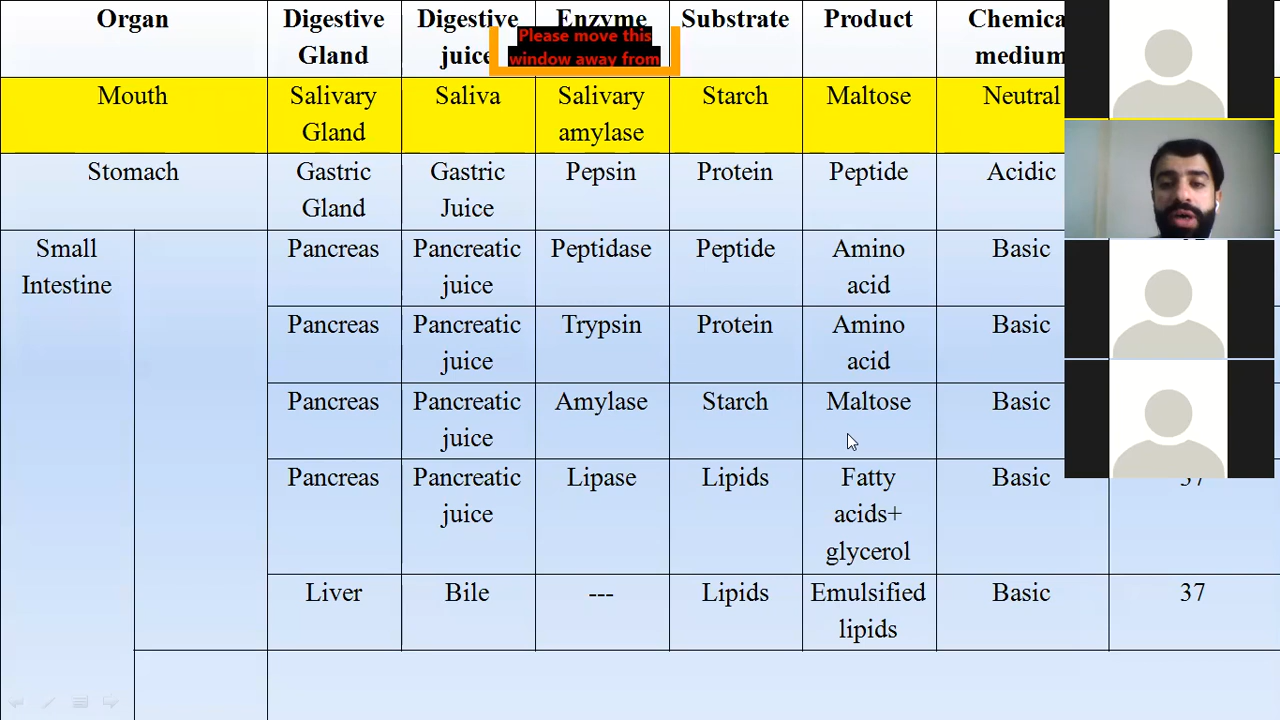 Organ
Digestive
Gland
Digestive
juice
Enzyme
Substrate
Product
Chemica
medium
Please move this
window away from
Mouth
Salivary
Gland
Saliva
Salivary
amylase
Starch
Maltose
Neutral
Stomach
Gastric
Gland
Gastric
Juice
Pepsin
Protein
Peptide
Acidic
Small
Intestine
Pancreas
Pancreatic
juice
Peptidase
Peptide
Amino
acid
Basic
Pancreas
Pancreatic
juice
Trypsin
Protein
Amino
acid
Basic
Pancreas
Pancreatic
juice
Amylase
Starch
Maltose
Basic
Pancreas
Pancreatic
juice
Lipase
Lipids
Fatty
acids+
glycerol
Basic
37
Liver
Bile
---
Lipids
Emulsified
lipids
Basic
37